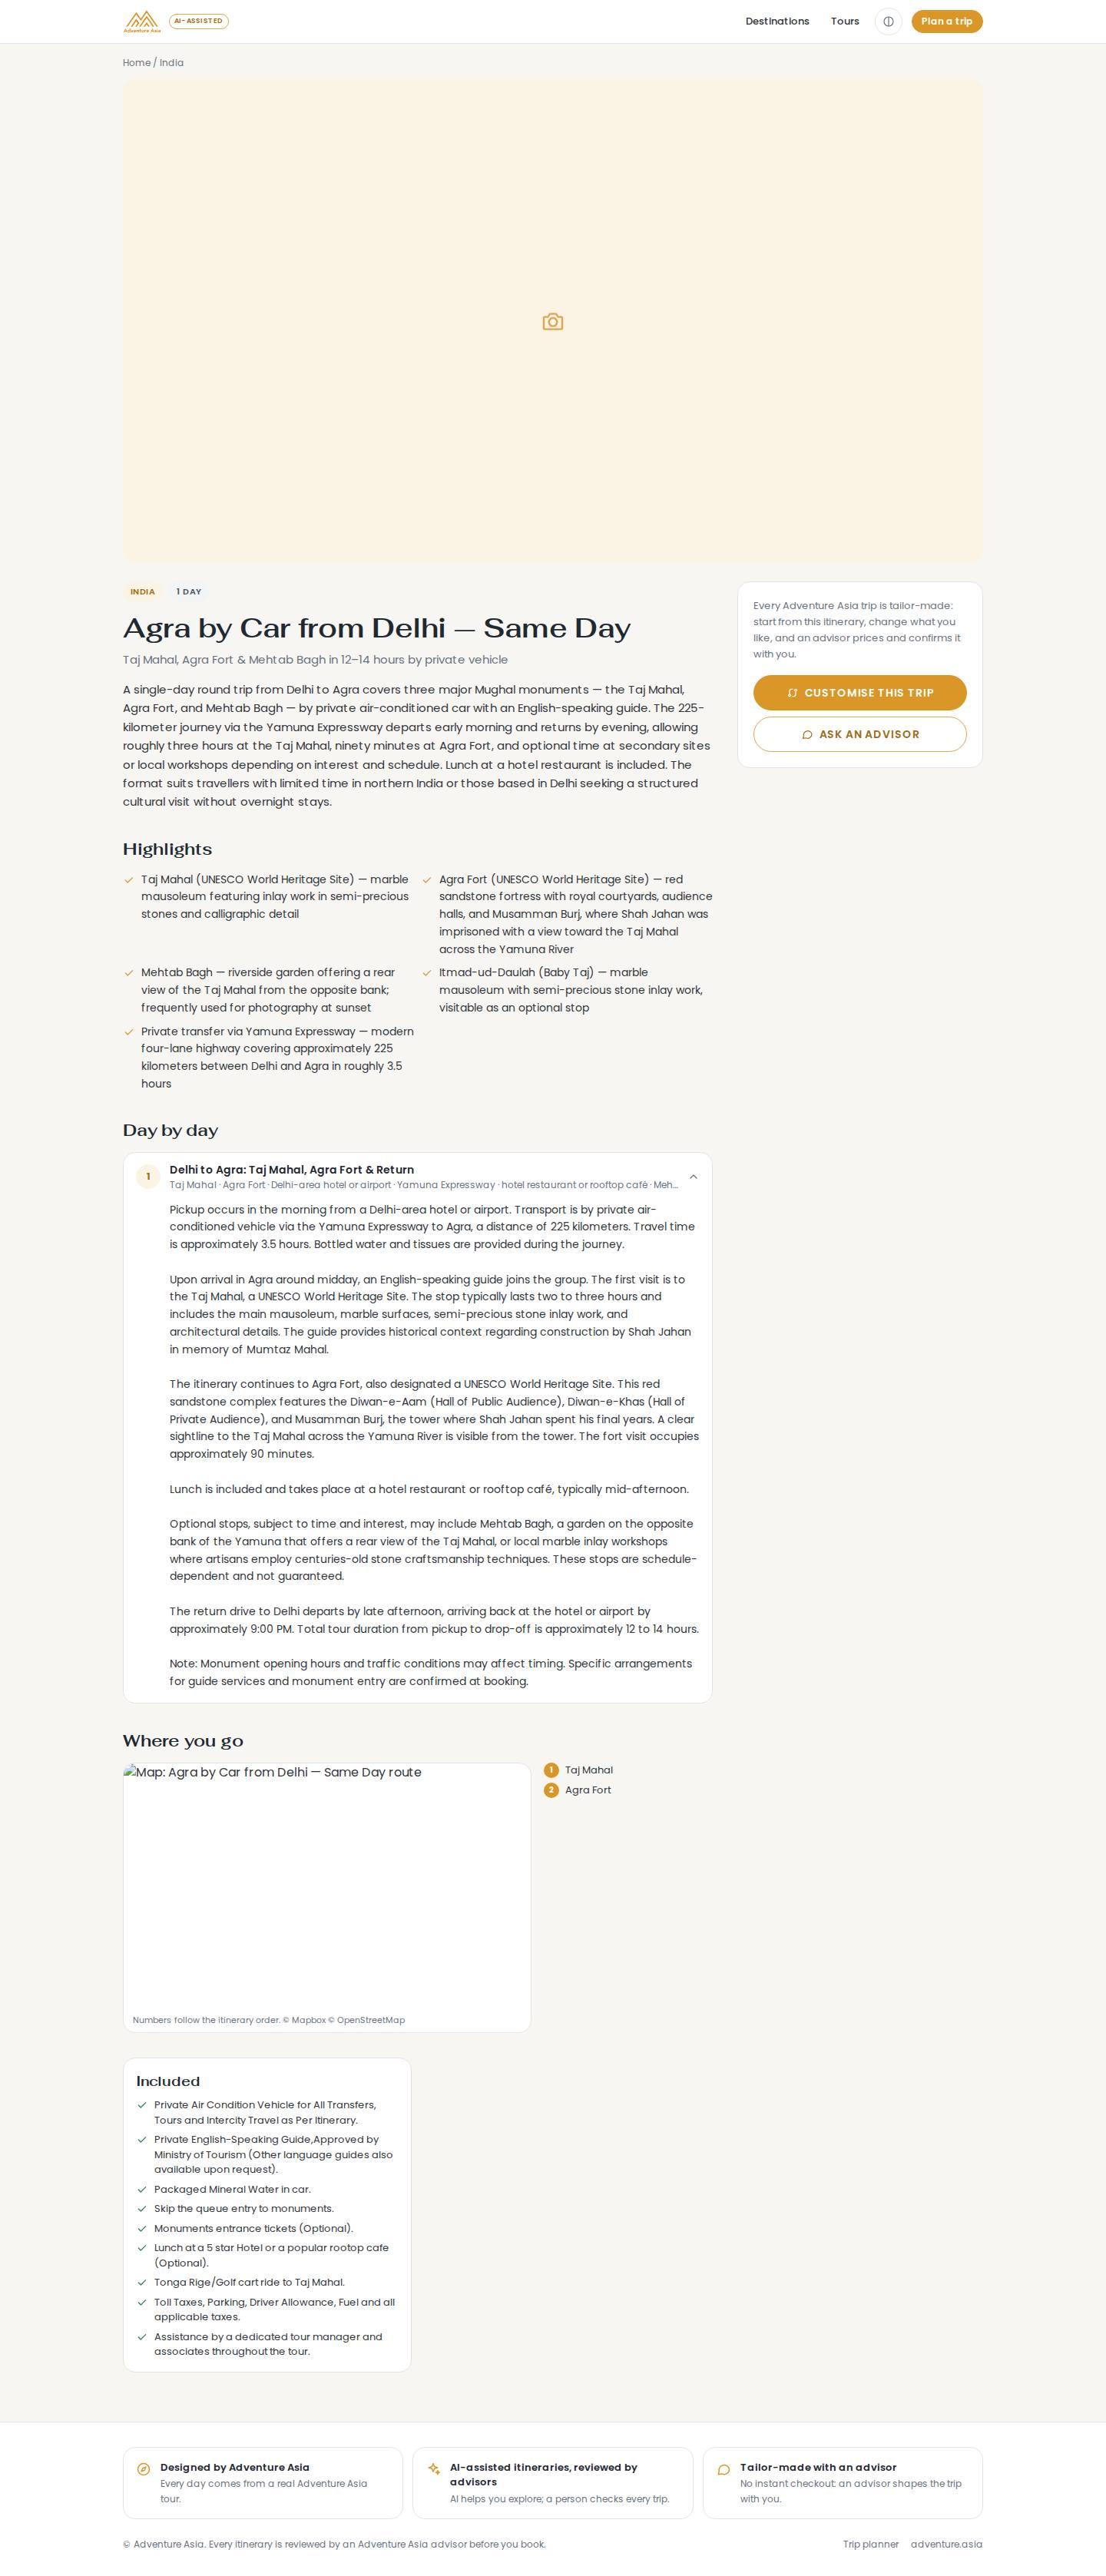 Adventure Asia
AI-ASSISTED
Destinations
Tours
Plan a trip
Home / India
INDIA
1 DAY
Agra by Car from Delhi — Same Day
Taj Mahal, Agra Fort & Mehtab Bagh in 12–14 hours by private vehicle
A single-day round trip from Delhi to Agra covers three major Mughal monuments — the Taj Mahal,
Agra Fort, and Mehtab Bagh — by private air-conditioned car with an English-speaking guide. The 225-
kilometer journey via the Yamuna Expressway departs early morning and returns by evening, allowing
roughly three hours at the Taj Mahal, ninety minutes at Agra Fort, and optional time at secondary sites
or local workshops depending on interest and schedule. Lunch at a hotel restaurant is included. The
format suits travellers with limited time in northern India or those based in Delhi seeking a structured
cultural visit without overnight stays.
Every Adventure Asia trip is tailor-made:
start from this itinerary, change what you
like, and an advisor prices and confirms it
with you.
CUSTOMISE THIS TRIP
ASK AN ADVISOR
Highlights
Taj Mahal (UNESCO World Heritage Site) — marble
mausoleum featuring inlay work in semi-precious
stones and calligraphic detail
Agra Fort (UNESCO World Heritage Site) — red
sandstone fortress with royal courtyards, audience
halls, and Musamman Burj, where Shah Jahan was
imprisoned with a view toward the Taj Mahal
across the Yamuna River
Mehtab Bagh — riverside garden offering a rear
view of the Taj Mahal from the opposite bank;
frequently used for photography at sunset
Itmad-ud-Daulah (Baby Taj) — marble
mausoleum with semi-precious stone inlay work,
visitable as an optional stop
Private transfer via Yamuna Expressway — modern
four-lane highway covering approximately 225
kilometers between Delhi and Agra in roughly 3.5
hours
Day by day
1
Delhi to Agra: Taj Mahal, Agra Fort & Return
Taj Mahal · Agra Fort · Delhi-area hotel or airport · Yamuna Expressway · hotel restaurant or rooftop café · Meh...
Pickup occurs in the morning from a Delhi-area hotel or airport. Transport is by private air-
conditioned vehicle via the Yamuna Expressway to Agra, a distance of 225 kilometers. Travel time
is approximately 3.5 hours. Bottled water and tissues are provided during the journey.
Upon arrival in Agra around midday, an English-speaking guide joins the group. The first visit is to
the Taj Mahal, a UNESCO World Heritage Site. The stop typically lasts two to three hours and
includes the main mausoleum, marble surfaces, semi-precious stone inlay work, and
architectural details. The guide provides historical context regarding construction by Shah Jahan
in memory of Mumtaz Mahal.
The itinerary continues to Agra Fort, also designated a UNESCO World Heritage Site. This red
sandstone complex features the Diwan-e-Aam (Hall of Public Audience), Diwan-e-Khas (Hall of
Private Audience), and Musamman Burj, the tower where Shah Jahan spent his final years. A clear
sightline to the Taj Mahal across the Yamuna River is visible from the tower. The fort visit occupies
approximately 90 minutes.
Lunch is included and takes place at a hotel restaurant or rooftop café, typically mid-afternoon.
Optional stops, subject to time and interest, may include Mehtab Bagh, a garden on the opposite
bank of the Yamuna that offers a rear view of the Taj Mahal, or local marble inlay workshops
where artisans employ centuries-old stone craftsmanship techniques. These stops are schedule-
dependent and not guaranteed.
The return drive to Delhi departs by late afternoon, arriving back at the hotel or airport by
approximately 9:00 PM. Total tour duration from pickup to drop-off is approximately 12 to 14 hours.
Note: Monument opening hours and traffic conditions may affect timing. Specific arrangements
for guide services and monument entry are confirmed at booking.
Where you go
Map: Agra by Car from Delhi — Same Day route
Numbers follow the itinerary order. © Mapbox © OpenStreetMap
1 Taj Mahal
2 Agra Fort
Included
Private Air Condition Vehicle for All Transfers,
Tours and Intercity Travel as Per Itinerary.
Private English-Speaking Guide,Approved by
Ministry of Tourism (Other language guides also
available upon request).
Packaged Mineral Water in car.
Skip the queue entry to monuments.
Monuments entrance tickets (Optional).
Lunch at a 5 star Hotel or a popular rootop cafe
(Optional).
Tonga Rige/Golf cart ride to Taj Mahal.
Toll Taxes, Parking, Driver Allowance, Fuel and all
applicable taxes.
Assistance by a dedicated tour manager and
associates throughout the tour.
Designed by Adventure Asia
Every day comes from a real Adventure Asia
tour.
AI-assisted itineraries, reviewed by
advisors
AI helps you explore; a person checks every trip.
Tailor-made with an advisor
No instant checkout: an advisor shapes the trip
with you.
© Adventure Asia. Every itinerary is reviewed by an Adventure Asia advisor before you book.
Trip planner
adventure.asia